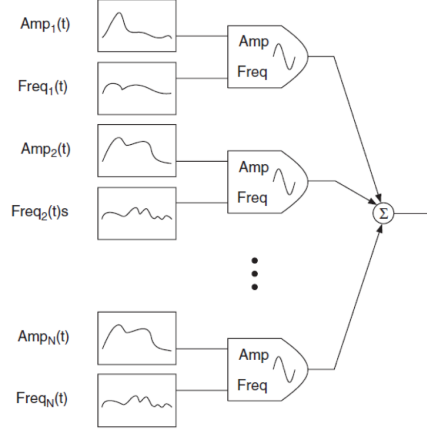 Amp1(t)
Amp
Freq
Freq1(t)
Amp2(t)
Amp
Freq
Freq2(t)s
Σ
AmpN(t)
Amp
Freq
FreqN(t)